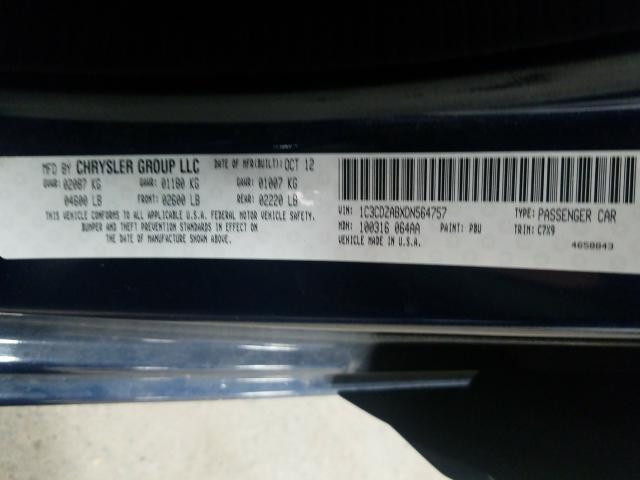 MFD BY CHRYSLER GROUP LLC DATE OF MFR(BUILT): OCT 12
GVWR: 02087 KG GAWR: 01180 KG GAWR: 01007 KG
04600 LB FRONT: 02600 LB REAR: 02220 LB
THIS VEHICLE CONFORMS TO ALL APPLICABLE U.S.A. FEDERAL MOTOR VEHICLE SAFETY,
BUMPER AND THEFT PREVENTION STANDARDS IN EFFECT ON
THE DATE OF MANUFACTURE SHOWN ABOVE.
VIN: 1C3CDZABXDN564757 TYPE: PASSENGER CAR
MDH: 100316 064AA PAINT: PBU TRIM: C7X9
VEHICLE MADE IN U.S.A. 4658843